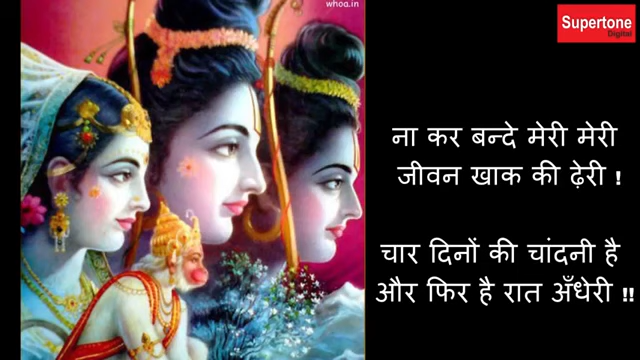 whoa.in
Supertone
Digital
ना कर बन्दे मेरी मेरी
जीवन खाक की ढ़ेरी !
चार दिनों की चांदनी है
और फिर है रात अँधेरी !!